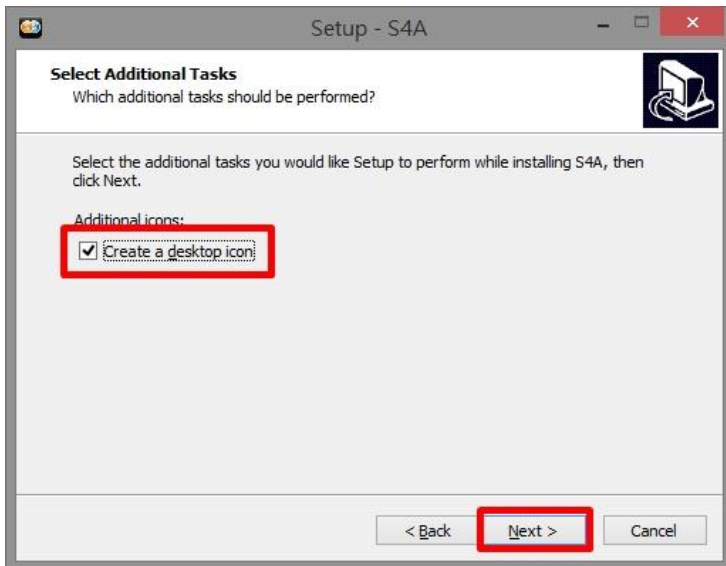 Setup - S4A
Select Additional Tasks
Which additional tasks should be performed?
Select the additional tasks you would like Setup to perform while installing S4A, then
click Next.
Additional icons:
Create a desktop icon
< Back
Next >
Cancel